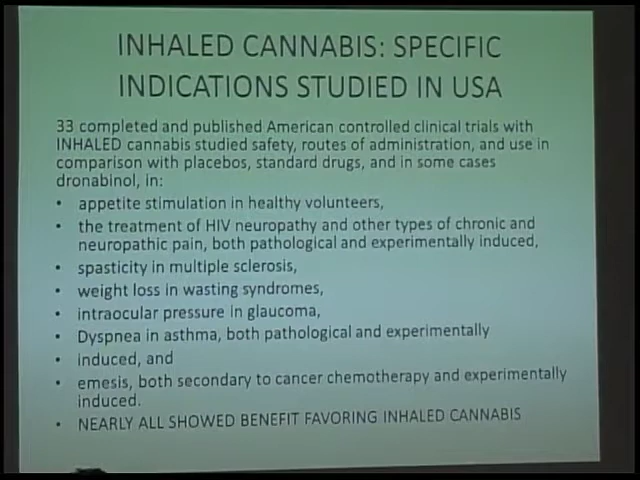 INHALED CANNABIS: SPECIFIC
INDICATIONS STUDIED IN USA
33 completed and published American controlled clinical trials with
INHALED cannabis studied safety, routes of administration, and use in
comparison with placebos, standard drugs, and in some cases
dronabinol, in:
• appetite stimulation in healthy volunteers,
• the treatment of HIV neuropathy and other types of chronic and
neuropathic pain, both pathological and experimentally induced,
• spasticity in multiple sclerosis,
• weight loss in wasting syndromes,
• intraocular pressure in glaucoma,
• Dyspnea in asthma, both pathological and experimentally
• induced, and
• emesis, both secondary to cancer chemotherapy and experimentally
induced.
• NEARLY ALL SHOWED BENEFIT FAVORING INHALED CANNABIS